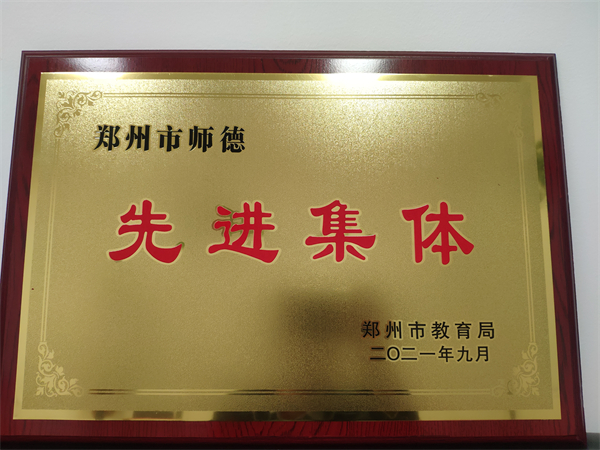 郑州市师德
先进集体
郑州市教育局
二〇二一年九月